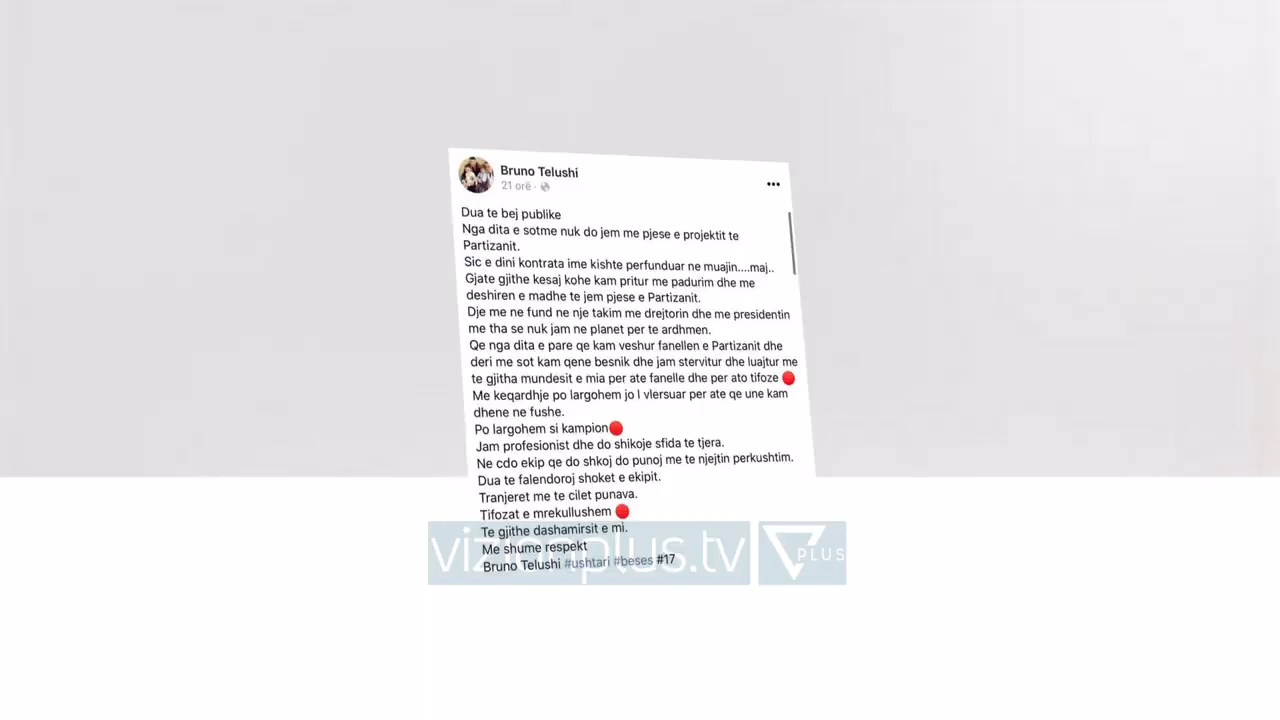 Bruno Telushi
21 orë ·
Dua te bej publike
Nga dita e sotme nuk do jem me pjese e projektit te
Partizanit.
Sic e dini kontrata ime kishte perfunduar ne muajin....maj..
Gjate gjithe kesaj kohe kam pritur me padurim dhe me
deshiren e madhe te jem pjese e Partizanit.
Dje me ne fund ne nje takim me drejtorin dhe me presidentin
me tha se nuk jam ne planet per te ardhmen.
Qe nga dita e pare qe kam veshur fanellen e Partizanit dhe
deri me sot kam qene besnik dhe jam stervitur dhe luajtur me
te gjitha mundesit e mia per ate fanelle dhe per ato tifoze 🔴
Me keqardhje po largohem jo I vlersuar per ate qe une kam
dhene ne fushe.
Po largohem si kampion🔴
Jam profesionist dhe do shikoje sfida te tjera.
Ne cdo ekip qe do shkoj do punoj me te njejtin perkushtim.
Dua te falendoroj shoket e ekipit.
Tranjeret me te cilet punava.
Tifozat e mrekullushem 🔴
Te gjithe dashamirsit e mi.
Me shume respekt
Bruno Telushi #ushtari #beses #17
vizionplus.tv
PLUS